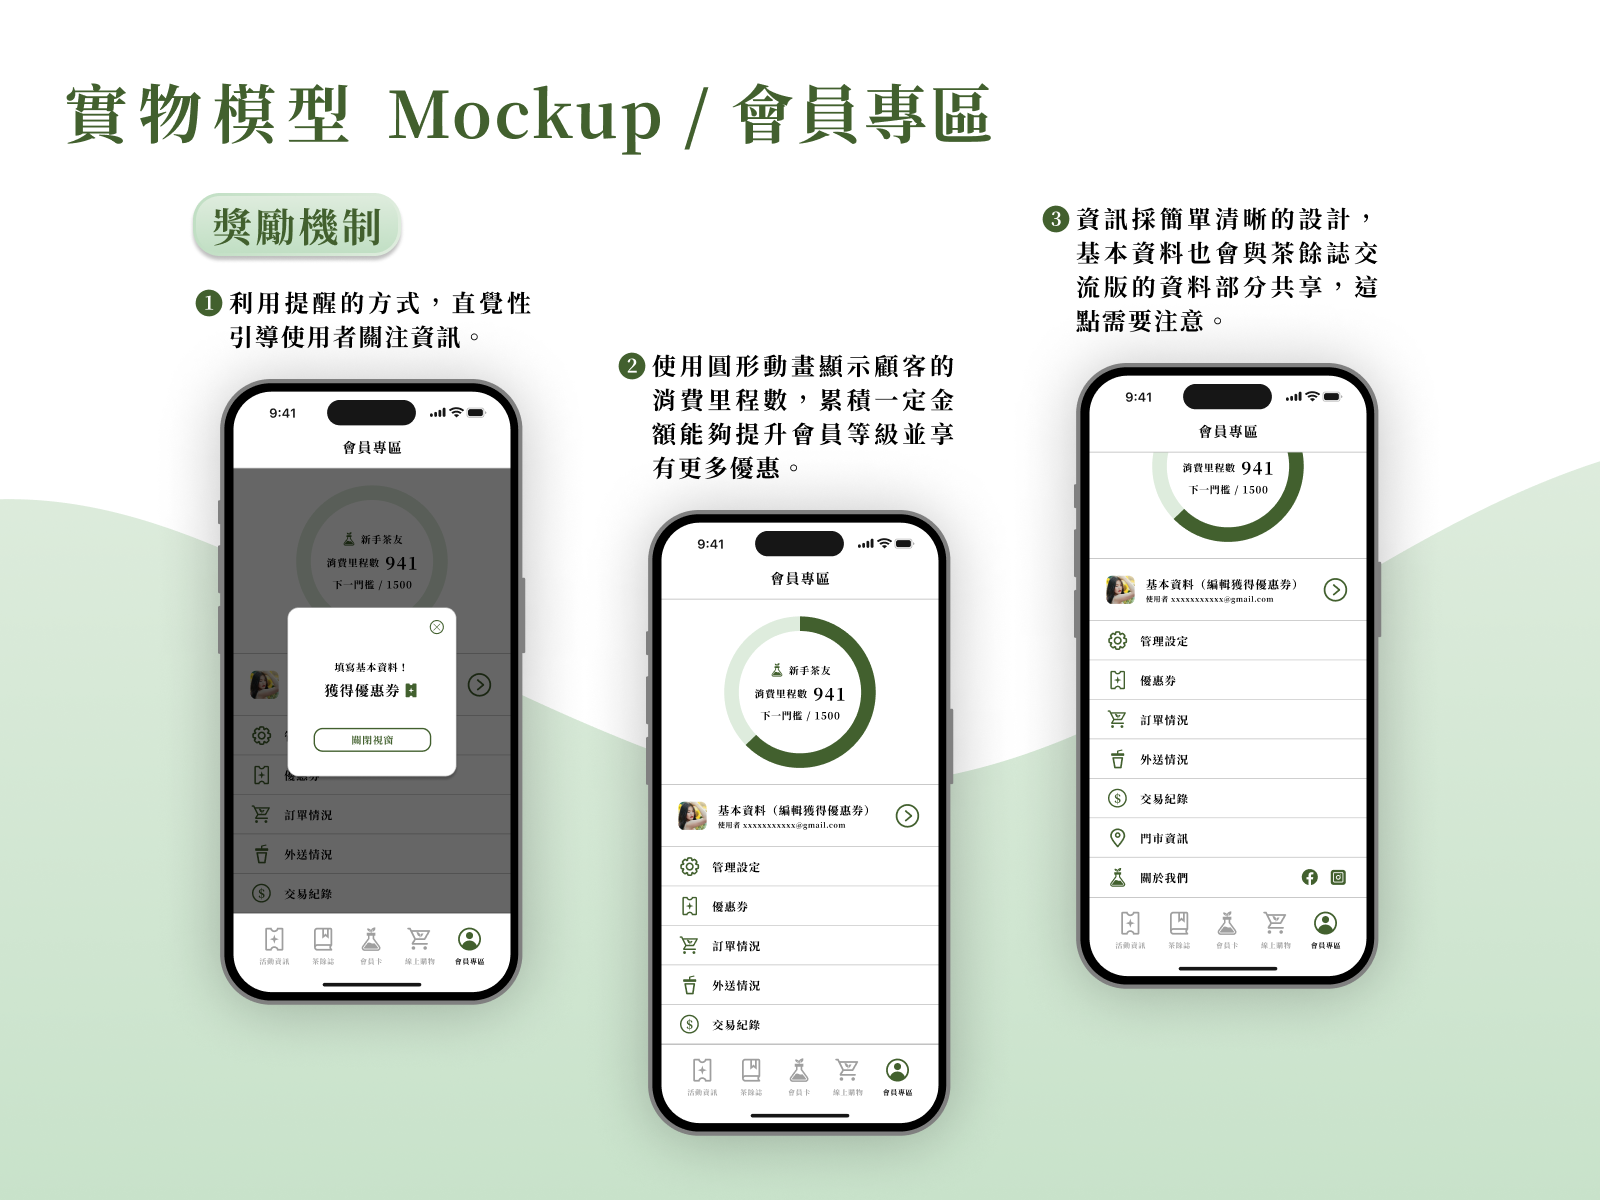 實物模型 Mockup / 會員專區
獎勵機制
1 利用提醒的方式，直覺性
引導使用者關注資訊。
9:41
會員專區
新手茶友
消費里程數 941
下一門檻 / 1500
填寫基本資料！
獲得優惠券
關閉視窗
優惠券
訂單情況
外送情況
交易紀錄
活動資訊 茶餘誌 會員卡 線上購物 會員專區
2 使用圓形動畫顯示顧客的
消費里程數，累積一定金
額能夠提升會員等級並享
有更多優惠。
9:41
會員專區
新手茶友
消費里程數 941
下一門檻 / 1500
基本資料（編輯獲得優惠券）
使用者 xxxxxxxxxxx@gmail.com
管理設定
優惠券
訂單情況
外送情況
交易紀錄
活動資訊 茶餘誌 會員卡 線上購物 會員專區
3 資訊採簡單清晰的設計，
基本資料也會與茶餘誌交
流版的資料部分共享，這
點需要注意。
9:41
會員專區
消費里程數 941
下一門檻 / 1500
基本資料（編輯獲得優惠券）
使用者 xxxxxxxxxxx@gmail.com
管理設定
優惠券
訂單情況
外送情況
交易紀錄
門市資訊
關於我們
活動資訊 茶餘誌 會員卡 線上購物 會員專區